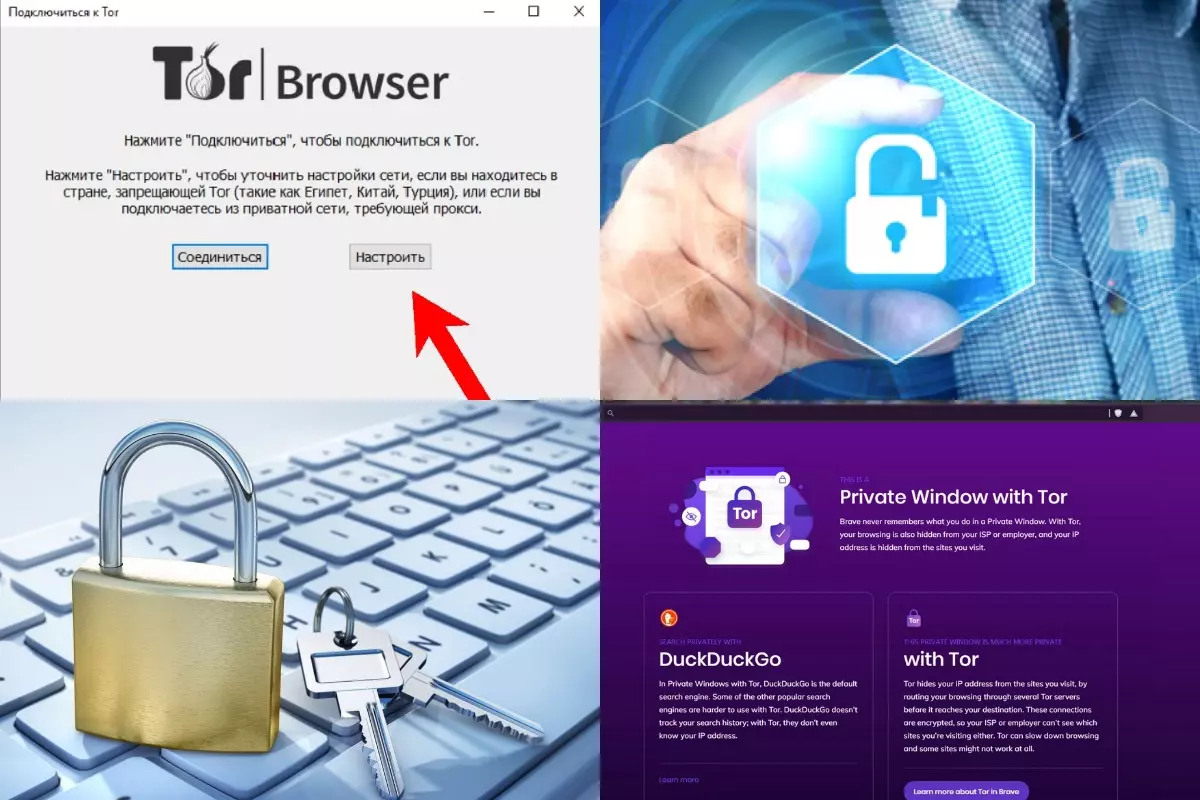 Подключиться к Tor
Tor Browser
Нажмите "Подключиться", чтобы подключиться к Tor.
Нажмите "Настроить", чтобы уточнить настройки сети, если вы находитесь в
стране, запрещающей Tor (такие как Египет, Китай, Турция), или если вы
подключаетесь из приватной сети, требующей прокси.
Соединиться
Настроить
THIS IS A
Private Window with Tor
Tor
Brave never remembers what you do in a Private Window. With Tor,
your browsing is also hidden from your ISP or employer, and your IP
address is hidden from the sites you visit.
SEARCH PRIVATELY WITH
DuckDuckGo
In Private Windows with Tor, DuckDuckGo is the default
search engine. Some of the other popular search
engines are harder to use with Tor. DuckDuckGo doesn't
track your search history; with Tor, they don't even
know your IP address.
Learn more
Tor
THIS PRIVATE WINDOW IS MUCH MORE PRIVATE
with Tor
Tor hides your IP address from the sites you visit, by
routing your browsing through several Tor servers
before it reaches your destination. These connections
are encrypted, so your ISP or employer can't see which
sites you're visiting either. Tor can slow down browsing
and some sites might not work at all.
Learn more about Tor in Brave